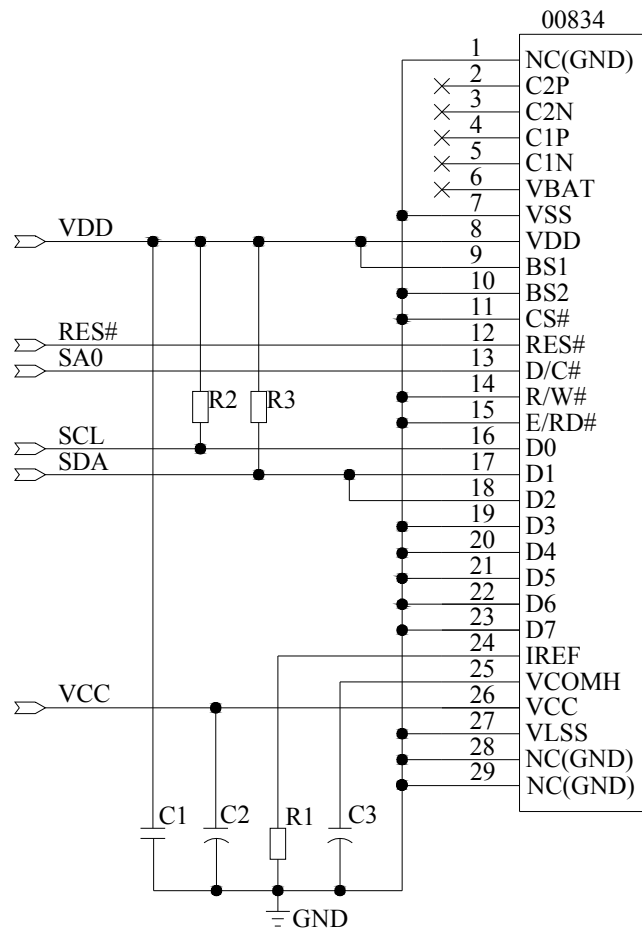 00834
1 NC(GND)
2 C2P
3 C2N
4 C1P
5 C1N
6 VBAT
7 VSS
VDD 8 VDD
9 BS1
10 BS2
11 CS#
RES# 12 RES#
SA0 13 D/C#
14 R/W#
R2 R3 15 E/RD#
SCL 16 D0
SDA 17 D1
18 D2
19 D3
20 D4
21 D5
22 D6
23 D7
24 IREF
25 VCOMH
VCC 26 VCC
27 VLSS
28 NC(GND)
29 NC(GND)
C1 C2 R1 C3
GND